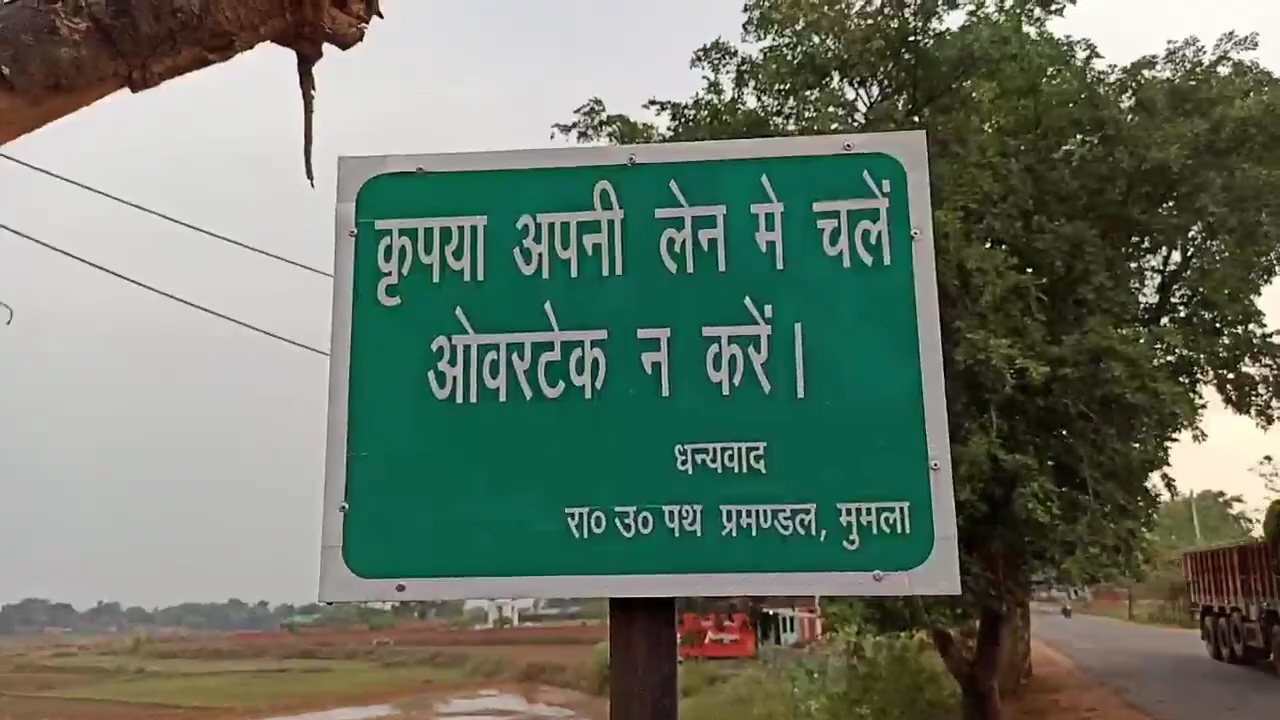 कृपया अपनी लेन मे चलें
ओवरटेक न करें।
धन्यवाद
रा० उ० पथ प्रमण्डल, मुमला